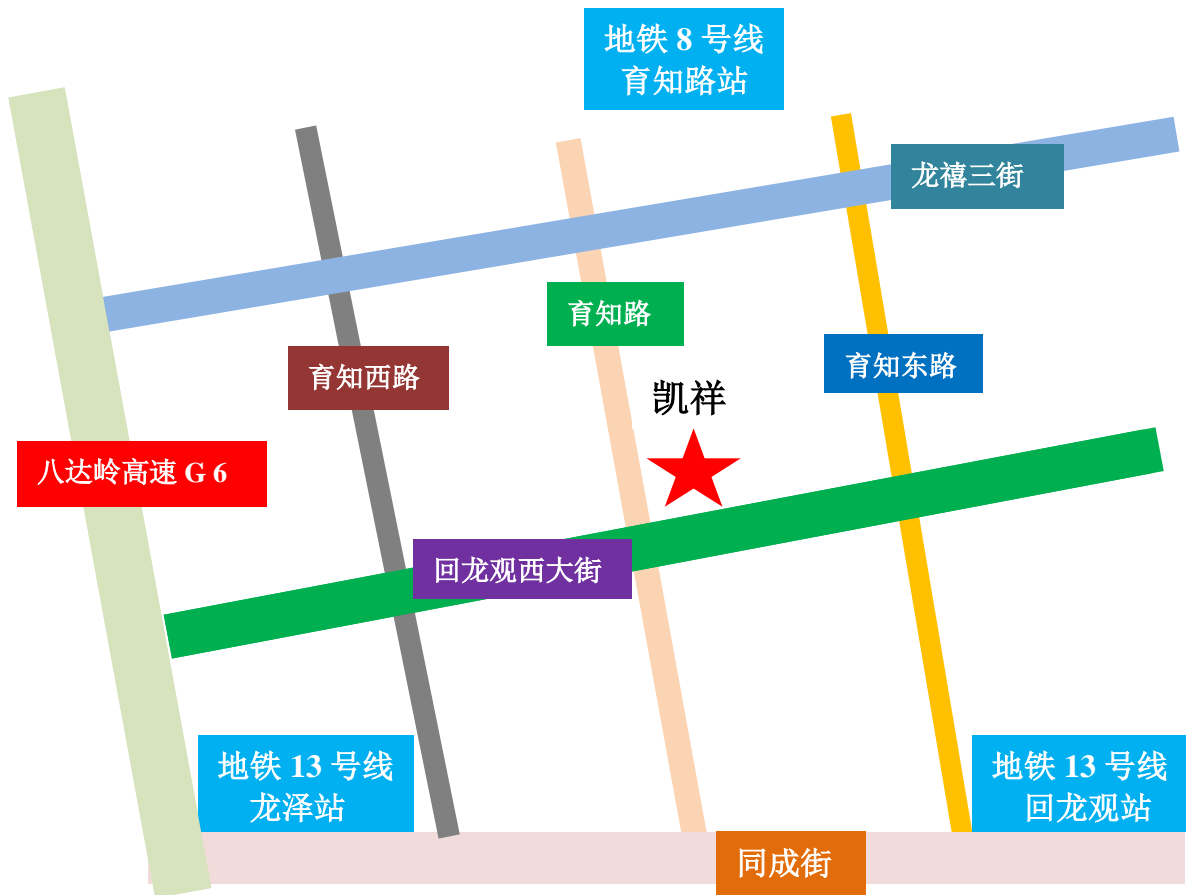 地铁 8 号线
育知路站
龙禧三街
育知路
育知西路
育知东路
凯祥
八达岭高速 G 6
回龙观西大街
地铁 13 号线
龙泽站
地铁 13 号线
回龙观站
同成街